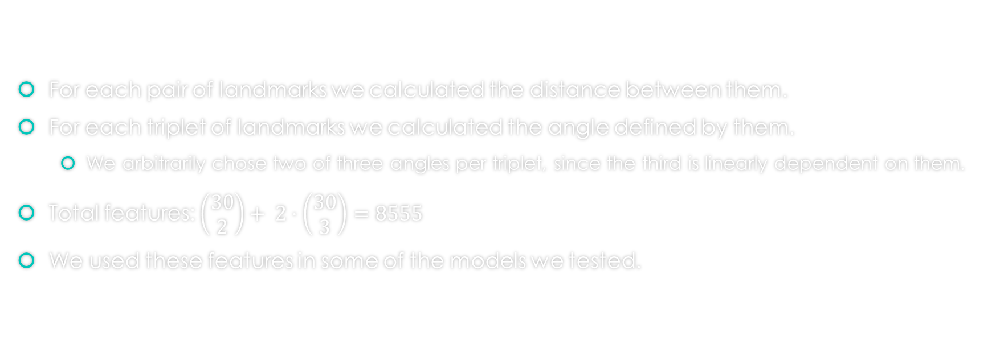 For each pair of landmarks we calculated the distance between them.
For each triplet of landmarks we calculated the angle defined by them.
We arbitrarily chose two of three angles per triplet, since the third is linearly dependent on them.
Total features: (30 2) + 2 · (30 3) = 8555
We used these features in some of the models we tested.